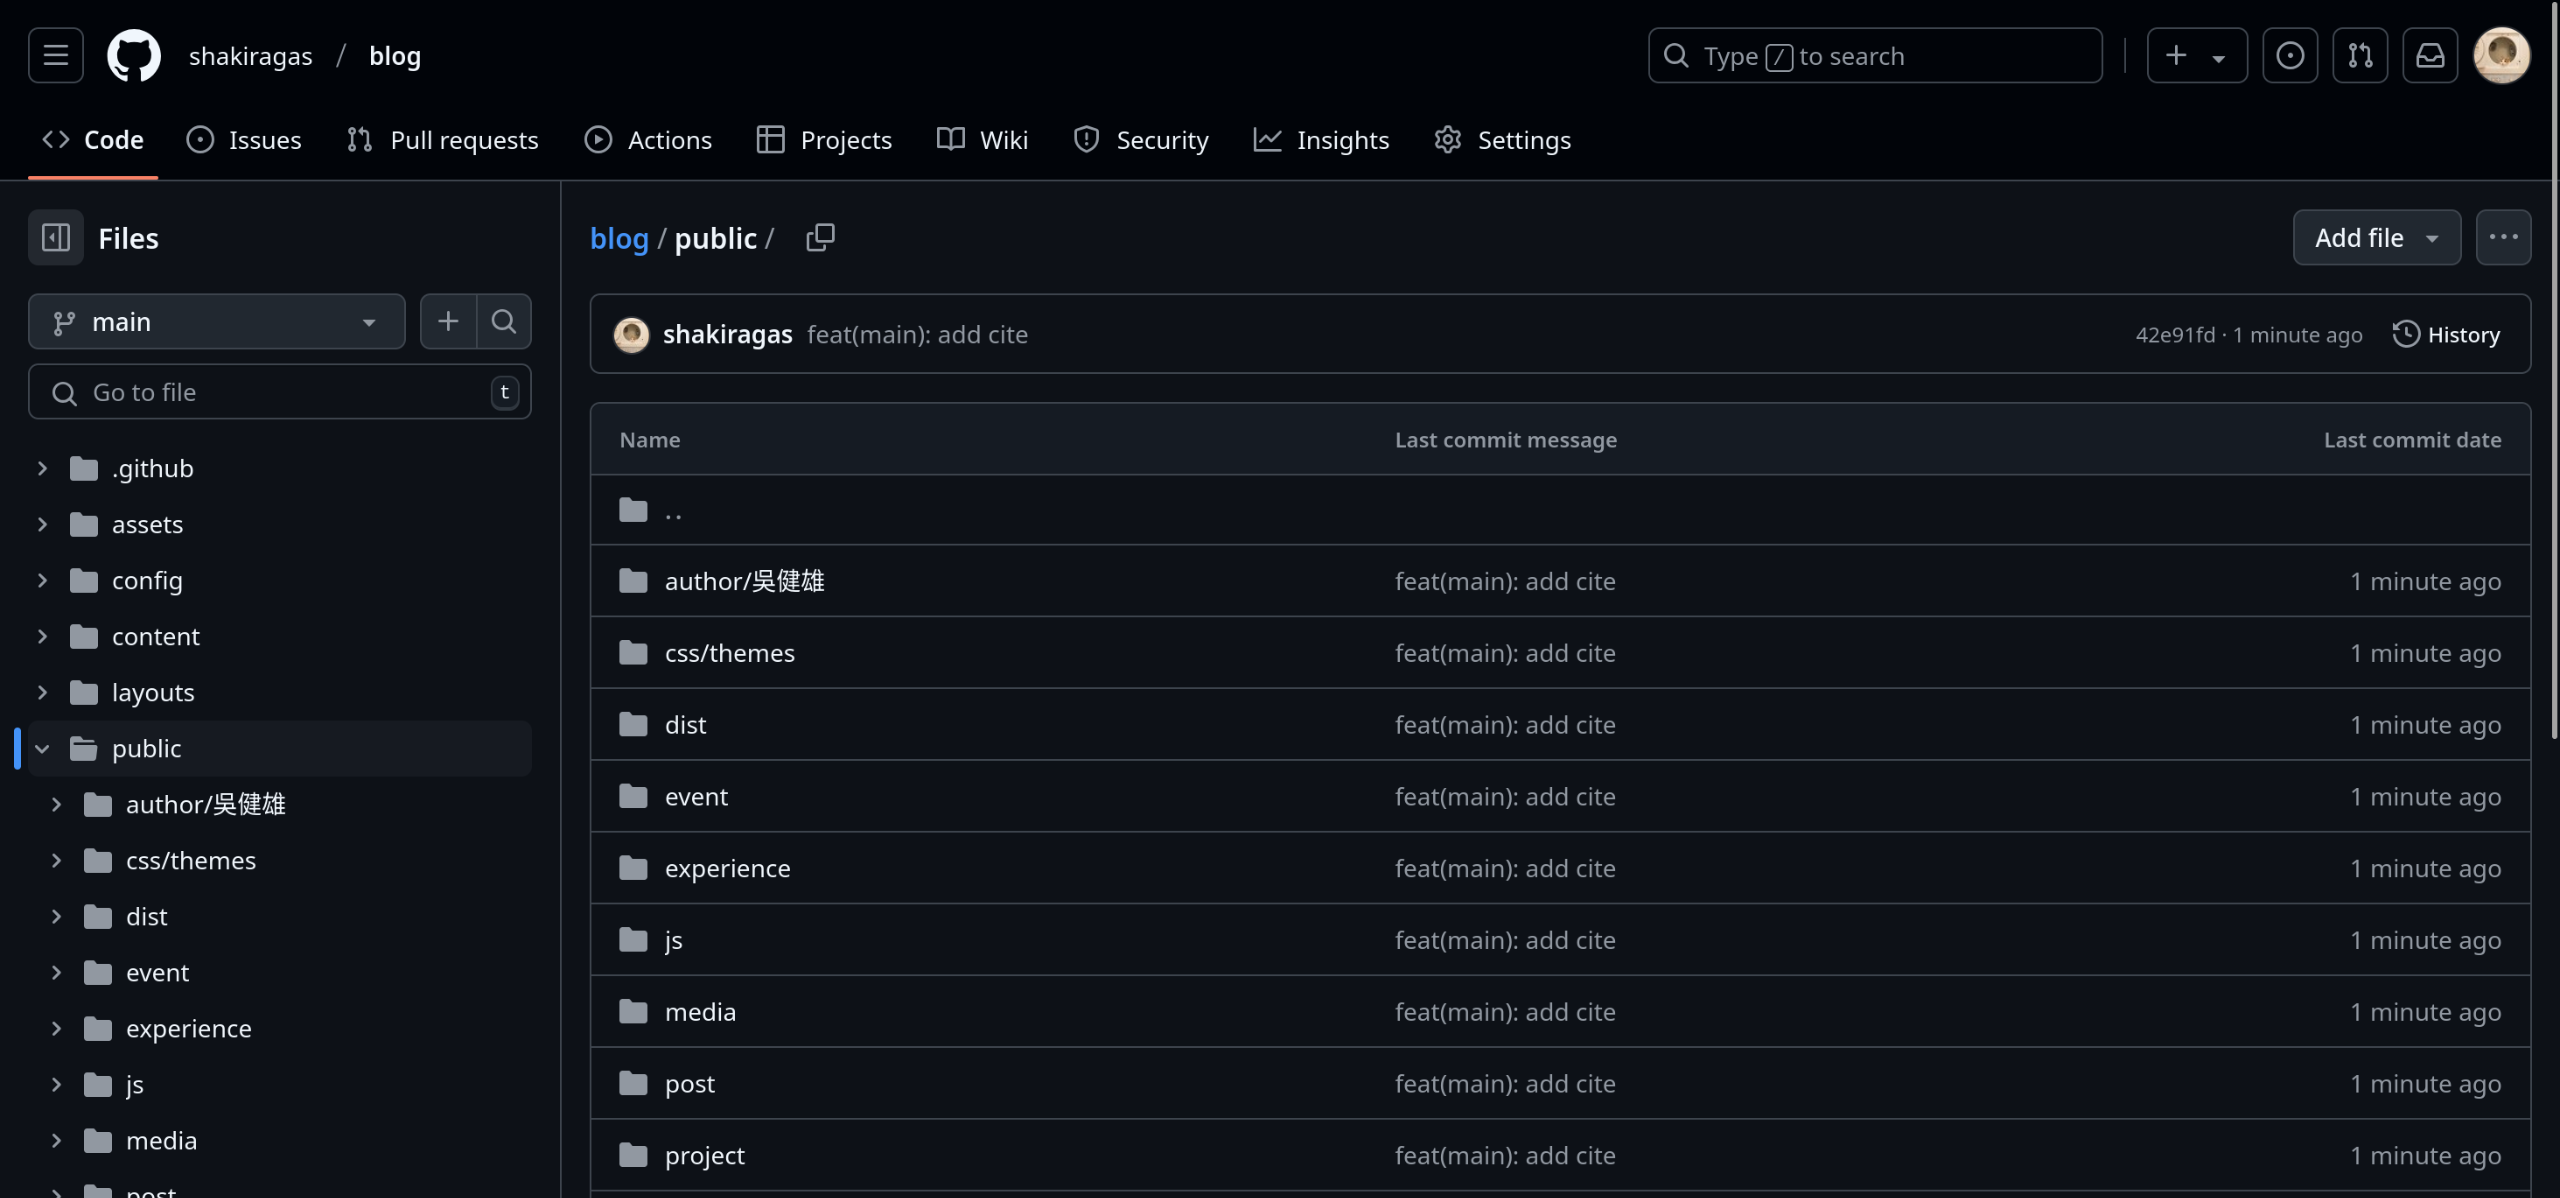 shakiragas / blog
Type / to search
Code
Issues
Pull requests
Actions
Projects
Wiki
Security
Insights
Settings
Files
main
Go to file
t
.github
assets
config
content
layouts
public
author/吳健雄
css/themes
dist
event
experience
js
media
post
blog / public /
Add file
shakiragas feat(main): add cite
42e91fd · 1 minute ago
History
Name Last commit message Last commit date
..
author/吳健雄 feat(main): add cite 1 minute ago
css/themes feat(main): add cite 1 minute ago
dist feat(main): add cite 1 minute ago
event feat(main): add cite 1 minute ago
experience feat(main): add cite 1 minute ago
js feat(main): add cite 1 minute ago
media feat(main): add cite 1 minute ago
post feat(main): add cite 1 minute ago
project feat(main): add cite 1 minute ago